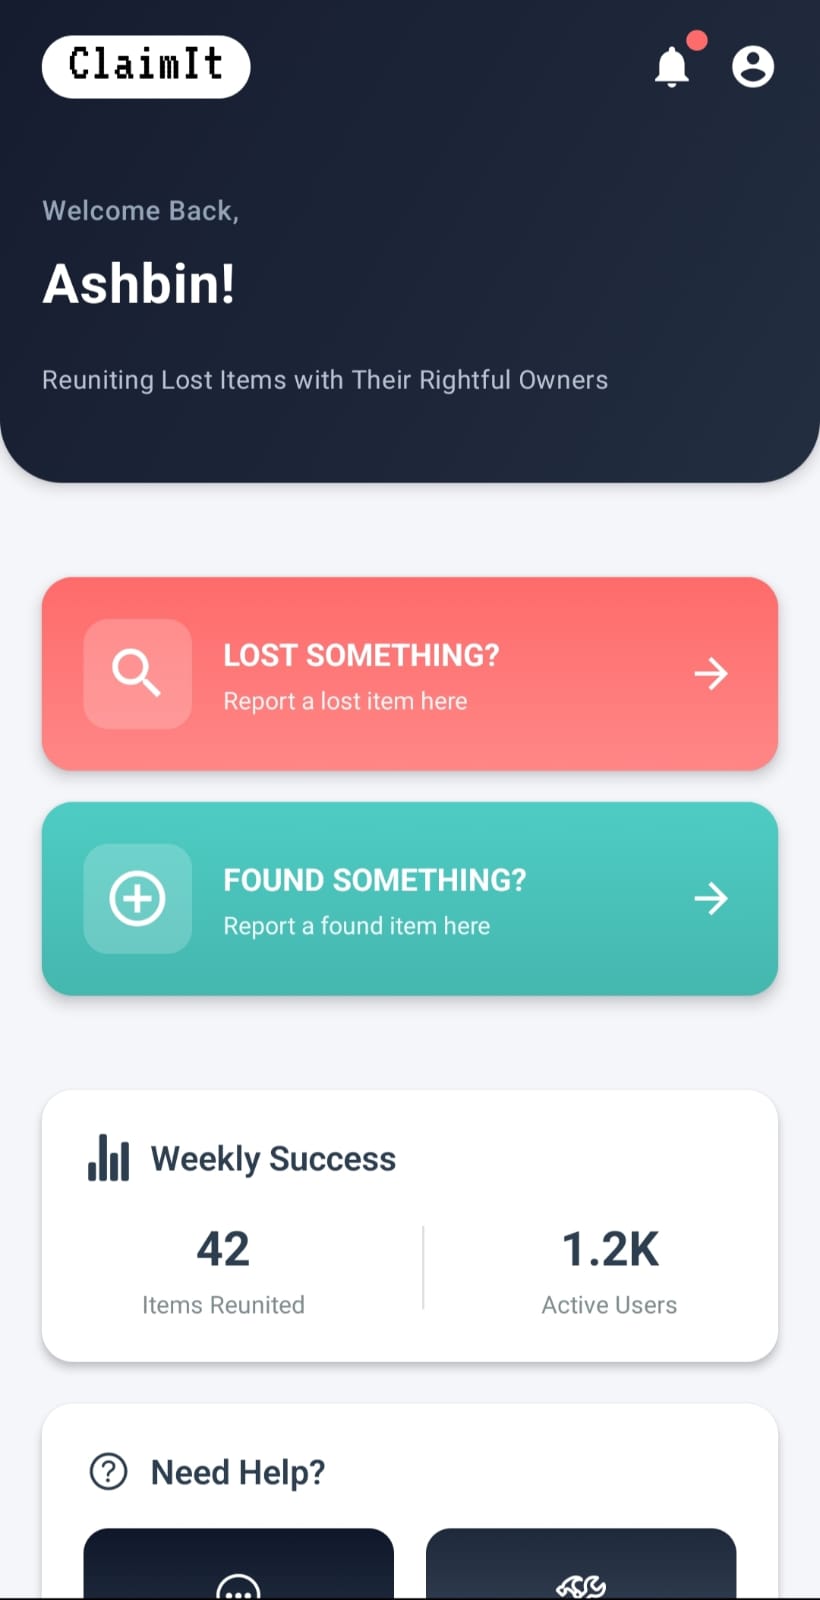 ClaimIt
Welcome Back,
Ashbin!
Reuniting Lost Items with Their Rightful Owners
LOST SOMETHING?
Report a lost item here
FOUND SOMETHING?
Report a found item here
Weekly Success
42
Items Reunited
1.2K
Active Users
Need Help?